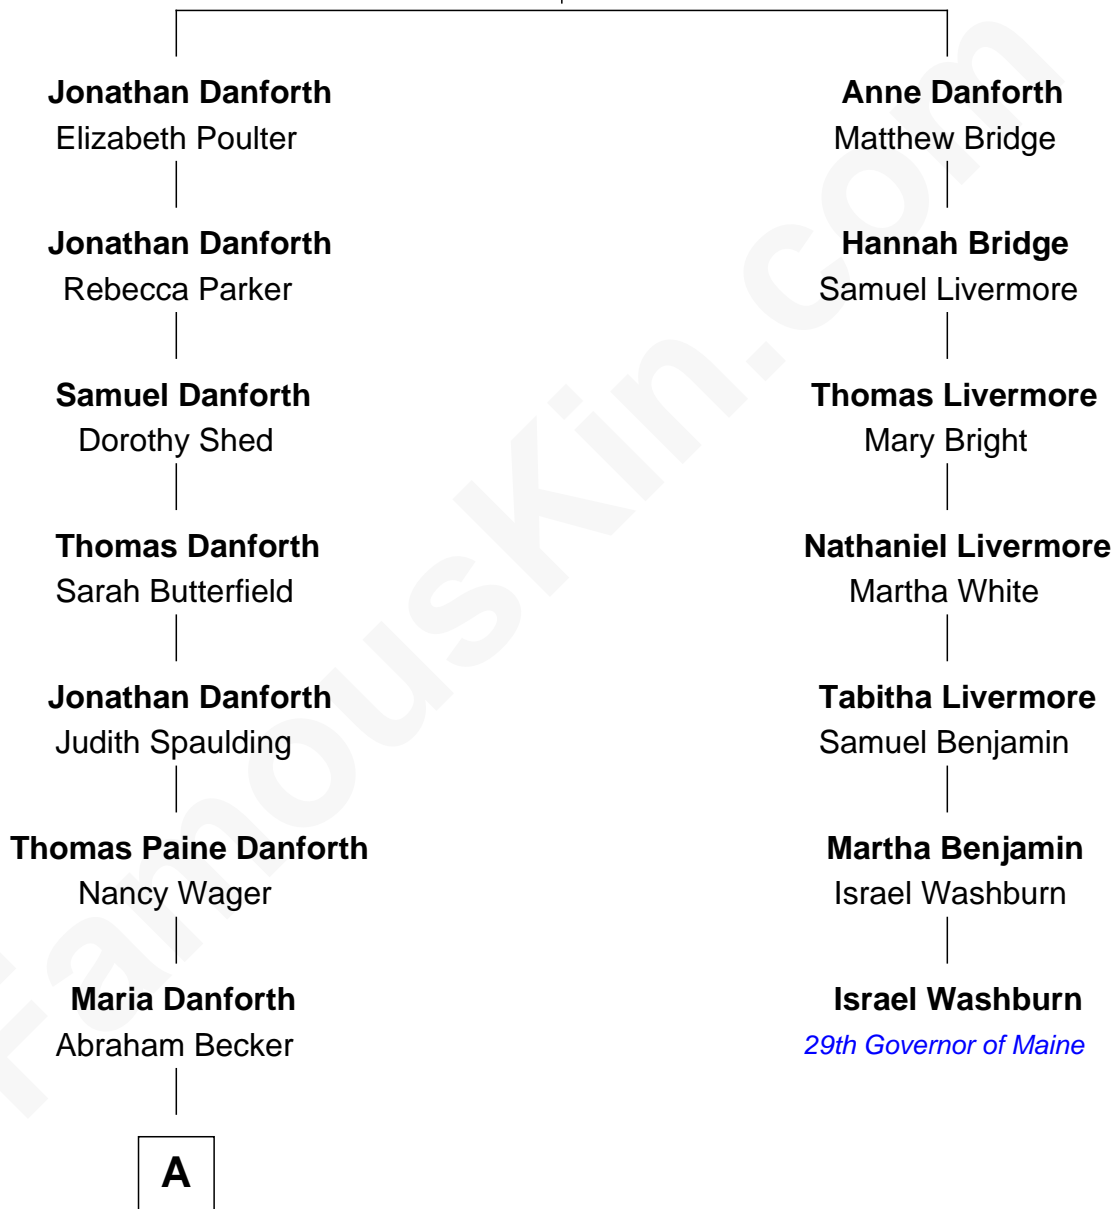 Jonathan Danforth
Elizabeth Poulter
Anne Danforth
Matthew Bridge
Jonathan Danforth
Rebecca Parker
Hannah Bridge
Samuel Livermore
Samuel Danforth
Dorothy Shed
Thomas Livermore
Mary Bright
Thomas Danforth
Sarah Butterfield
Nathaniel Livermore
Martha White
Jonathan Danforth
Judith Spaulding
Tabitha Livermore
Samuel Benjamin
Thomas Paine Danforth
Nancy Wager
Martha Benjamin
Israel Washburn
Maria Danforth
Abraham Becker
Israel Washburn
29th Governor of Maine
A
FamousKin.com